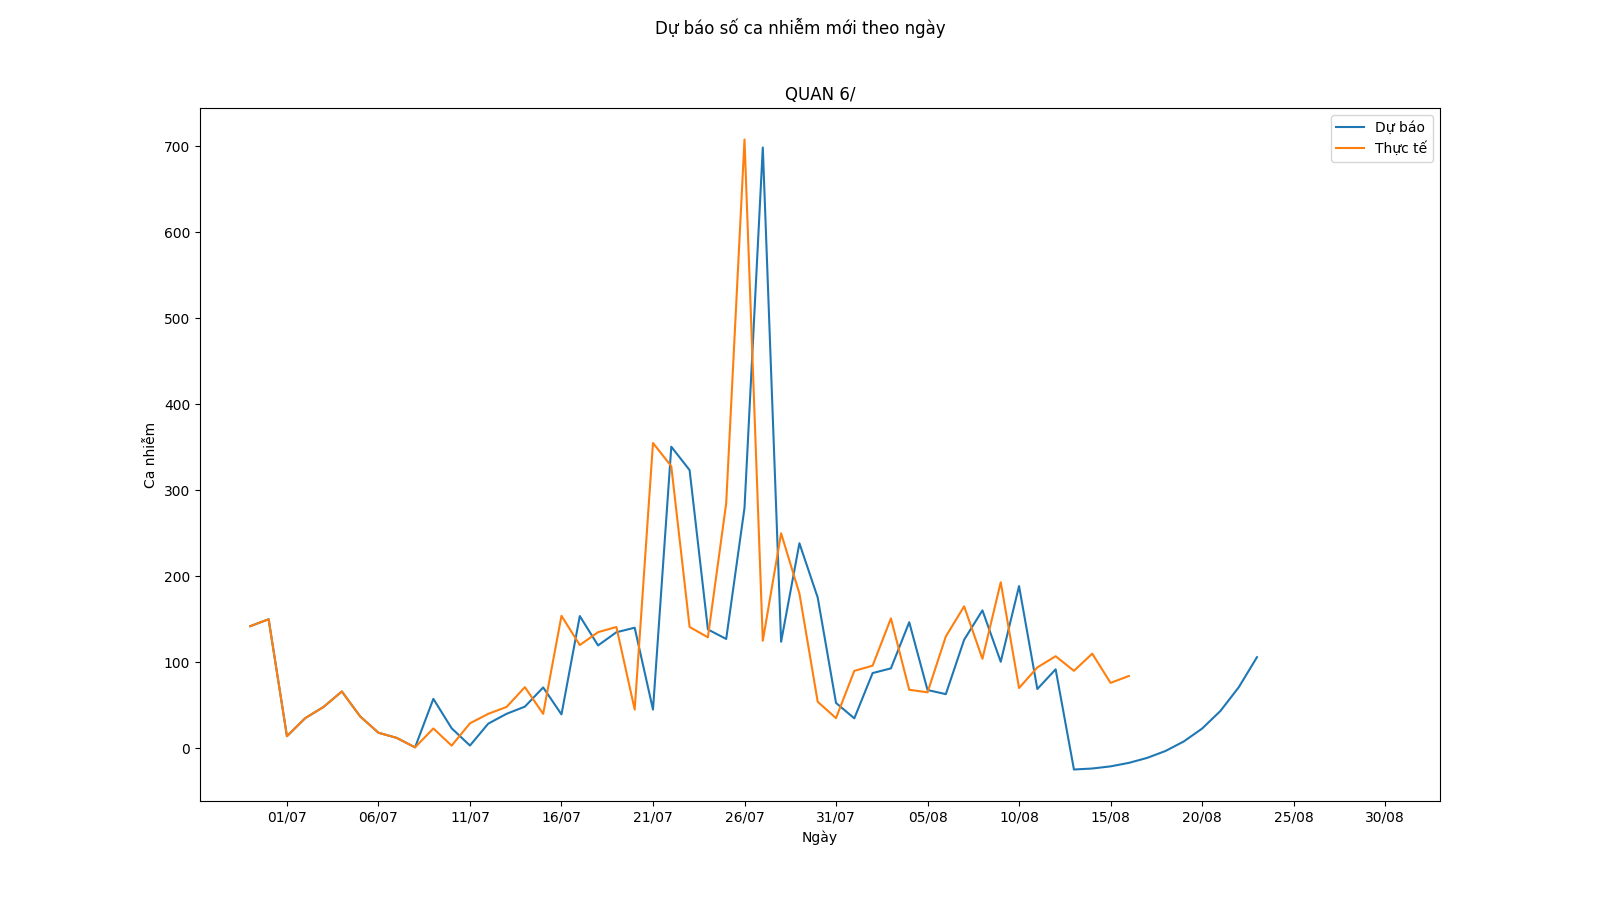 Dự báo số ca nhiễm mới theo ngày
QUAN 6/
Dự báo
Thực tế
700
600
500
400
300
200
100
0
Ca nhiễm
01/07 06/07 11/07 16/07 21/07 26/07 31/07 05/08 10/08 15/08 20/08 25/08 30/08
Ngày